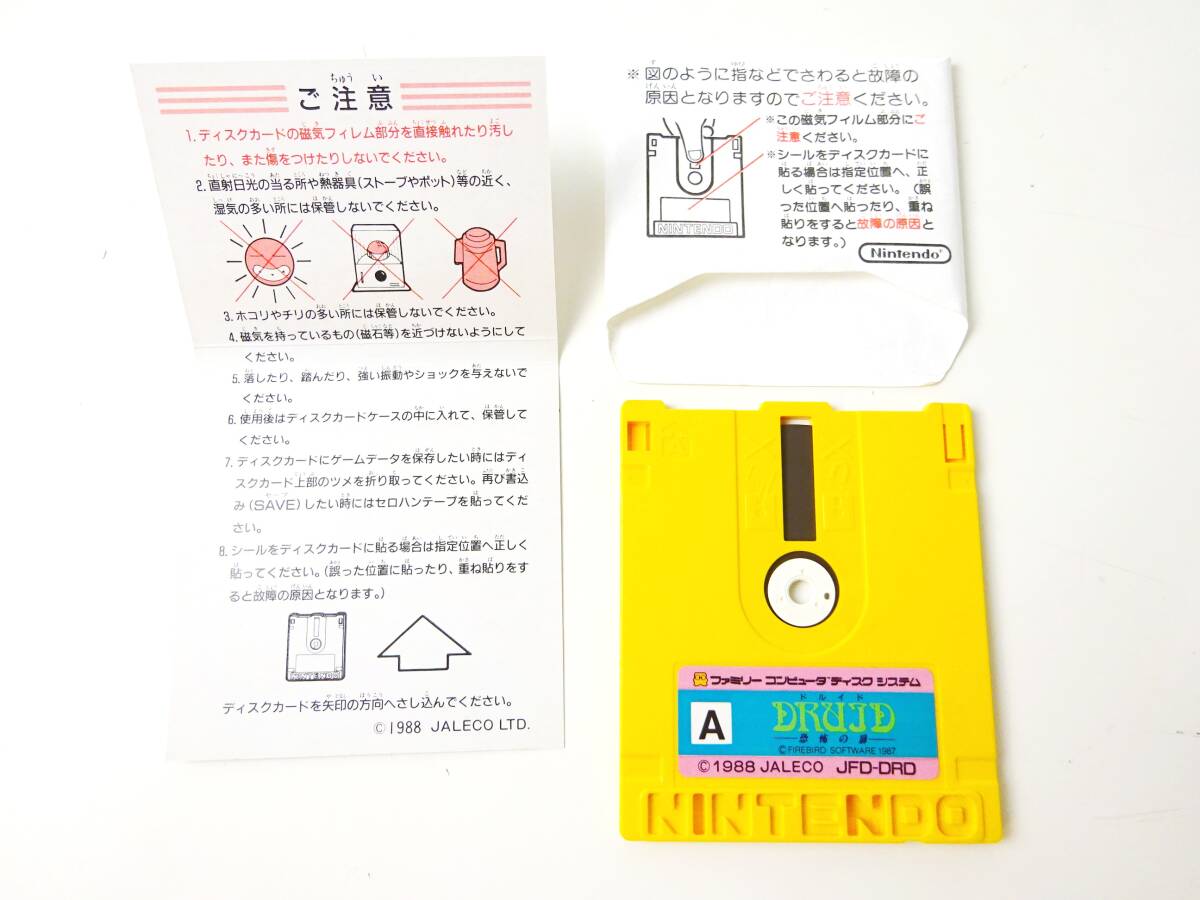 ご注意
1.ディスクカードの磁気フィレム部分を直接触れたり汚し
たり、また傷をつけたりしないでください。
2.直射日光の当る所や熱器具(ストーブやポット)等の近く、
湿気の多い所には保管しないでください。
3.ホコリやチリの多い所には保管しないでください。
4.磁気を持っているもの(磁石等)を近づけないようにして
ください。
5.落したり、踏んだり、強い振動やショックを与えないで
ください。
6.使用後はディスクカードケースの中に入れて、保管して
ください。
7.ディスクカードにゲームデータを保存したい時にはディ
スクカード上部のツメを折り取ってください。再び書込
み(SAVE)したい時にはセロハンテープを貼ってくだ
さい。
8.シールをディスクカードに貼る場合は指定位置へ正しく
貼ってください。(誤った位置に貼ったり、重ね貼りをす
ると故障の原因となります。)
NINTENDO
ディスクカードを矢印の方向へさし込んでください。
©1988 JALECO LTD.
※図のように指などでさわると故障の
原因となりますのでご注意ください。
※この磁気フィルム部分にご
注意ください。
※シールをディスクカードに
貼る場合は指定位置へ、正
しく貼ってください。(誤
った位置へ貼ったり、重ね
貼りをすると故障の原因と
なります。)
NINTENDO
Nintendo
ファミリー コンピュータ ディスク システム
A
ドルイド
DRUID
恐怖の扉
©FIREBIRD SOFTWARE 1987
©1988 JALECO JFD-DRD
NINTENDO